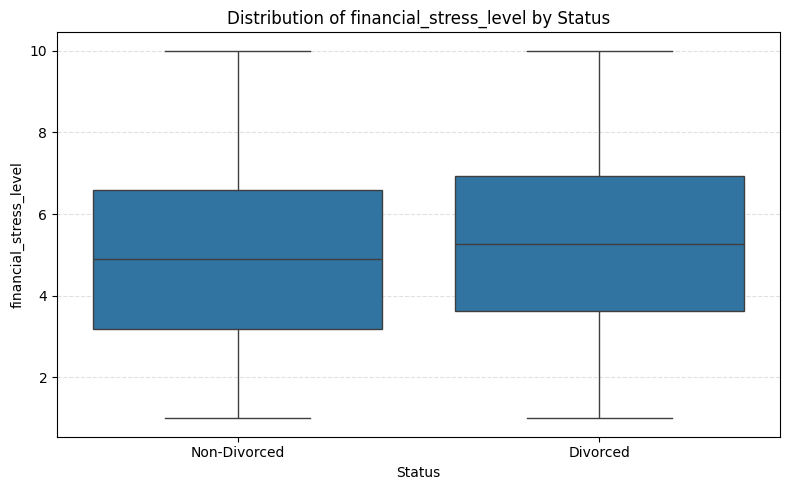 Distribution of financial_stress_level by Status
financial_stress_level
10
8
6
4
2
Non-Divorced
Divorced
Status